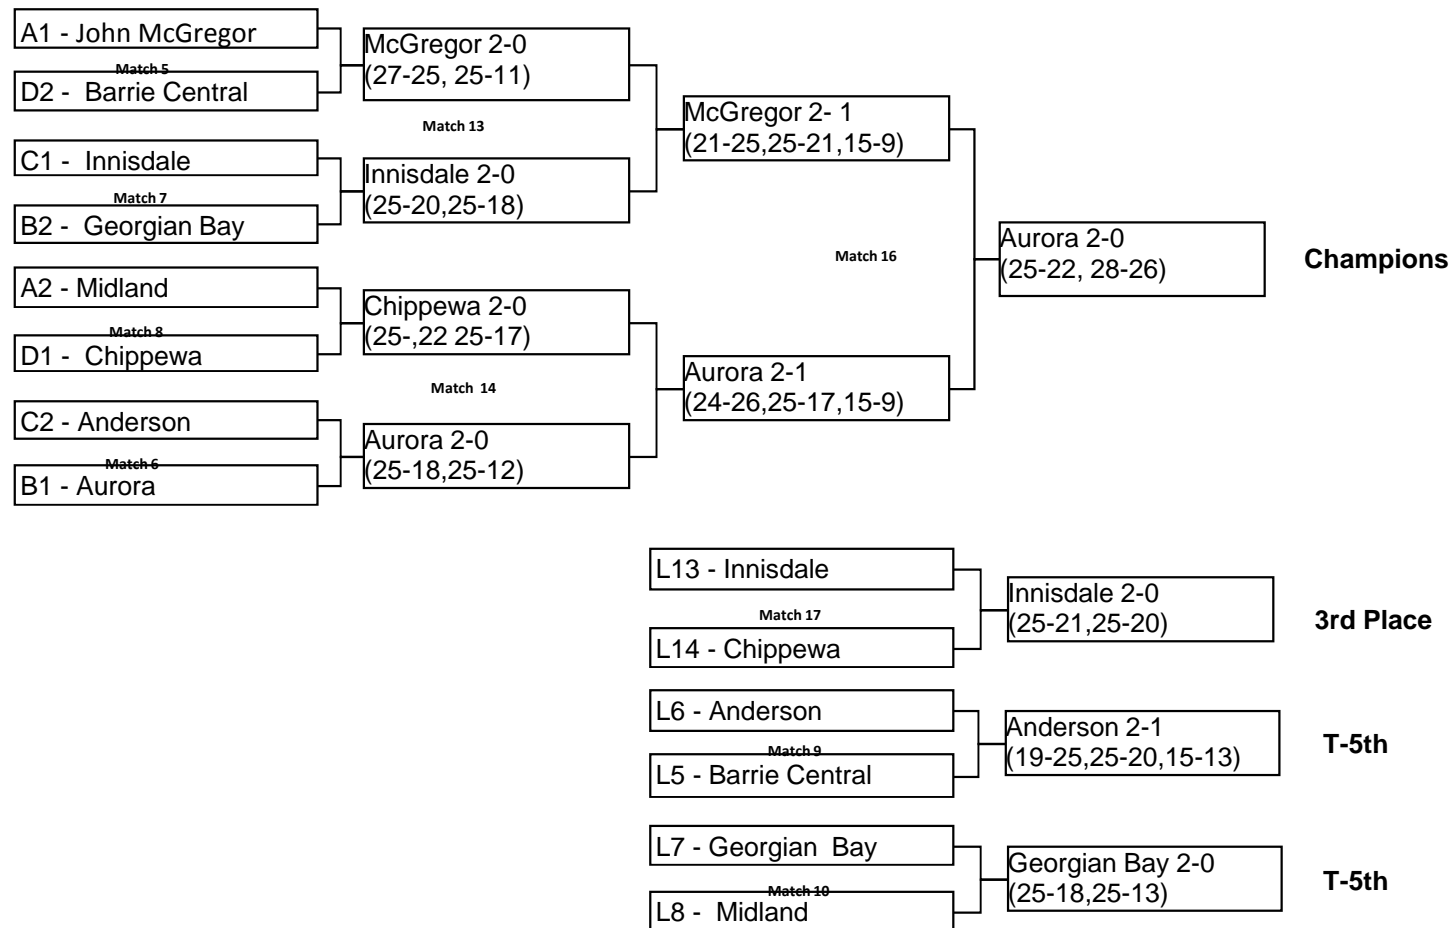 A1 - John McGregor
Match 5
D2 -  Barrie Central
McGregor 2-0
(27-25, 25-11)
Match 13
C1 - Innisdale
Match 7
B2 -  Georgian Bay
Innisdale 2-0
(25-20,25-18)
McGregor 2- 1
(21-25,25-21,15-9)
A2 - Midland
Match 8
D1 -  Chippewa
Chippewa 2-0
(25-,22 25-17)
Match  14
C2 - Anderson
Match 6
B1 - Aurora
Aurora 2-0
(25-18,25-12)
Aurora 2-1
(24-26,25-17,15-9)
Match 16
Aurora 2-0
(25-22, 28-26)
Champions
L13 - Innisdale
Match 17
L14 - Chippewa
Innisdale 2-0
(25-21,25-20)
3rd Place
L6 - Anderson
Match 9
L5 - Barrie Central
Anderson 2-1
(19-25,25-20,15-13)
T-5th
L7 - Georgian  Bay
Match 10
L8 -  Midland
Georgian Bay 2-0
(25-18,25-13)
T-5th